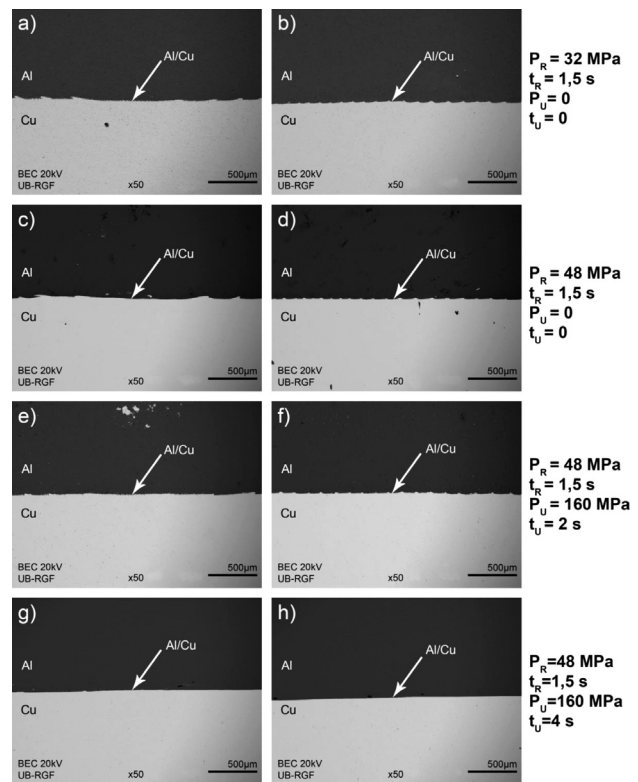 a)
Al/Cu
Al
Cu
BEC 20kV
UB-RGF
x50
500µm
b)
Al/Cu
Al
Cu
BEC 20kV
UB-RGF
x50
500µm
P_R = 32 MPa
t_R = 1,5 s
P_U = 0
t_U = 0
c)
Al/Cu
Al
Cu
BEC 20kV
UB-RGF
x50
500µm
d)
Al/Cu
Al
Cu
BEC 20kV
UB-RGF
x50
500µm
P_R = 48 MPa
t_R = 1,5 s
P_U = 0
t_U = 0
e)
Al/Cu
Al
Cu
BEC 20kV
UB-RGF
x50
500µm
f)
Al/Cu
Al
Cu
BEC 20kV
UB-RGF
x50
500µm
P_R = 48 MPa
t_R = 1,5 s
P_U = 160 MPa
t_U = 2 s
g)
Al/Cu
Al
Cu
BEC 20kV
UB-RGF
x50
500µm
h)
Al/Cu
Al
Cu
BEC 20kV
UB-RGF
x50
500µm
P_R=48 MPa
t_R=1,5 s
P_U=160 MPa
t_U=4 s